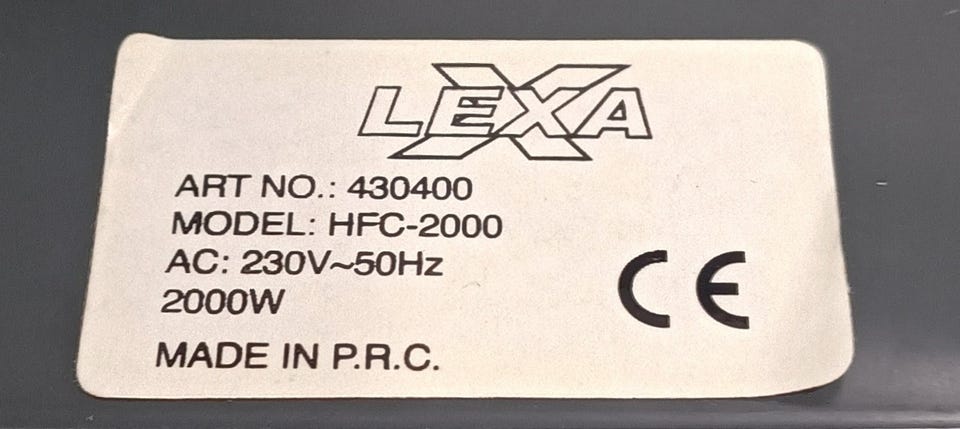 LEXA
ART NO.: 430400
MODEL: HFC-2000
AC: 230V~50Hz
2000W
CE
MADE IN P.R.C.